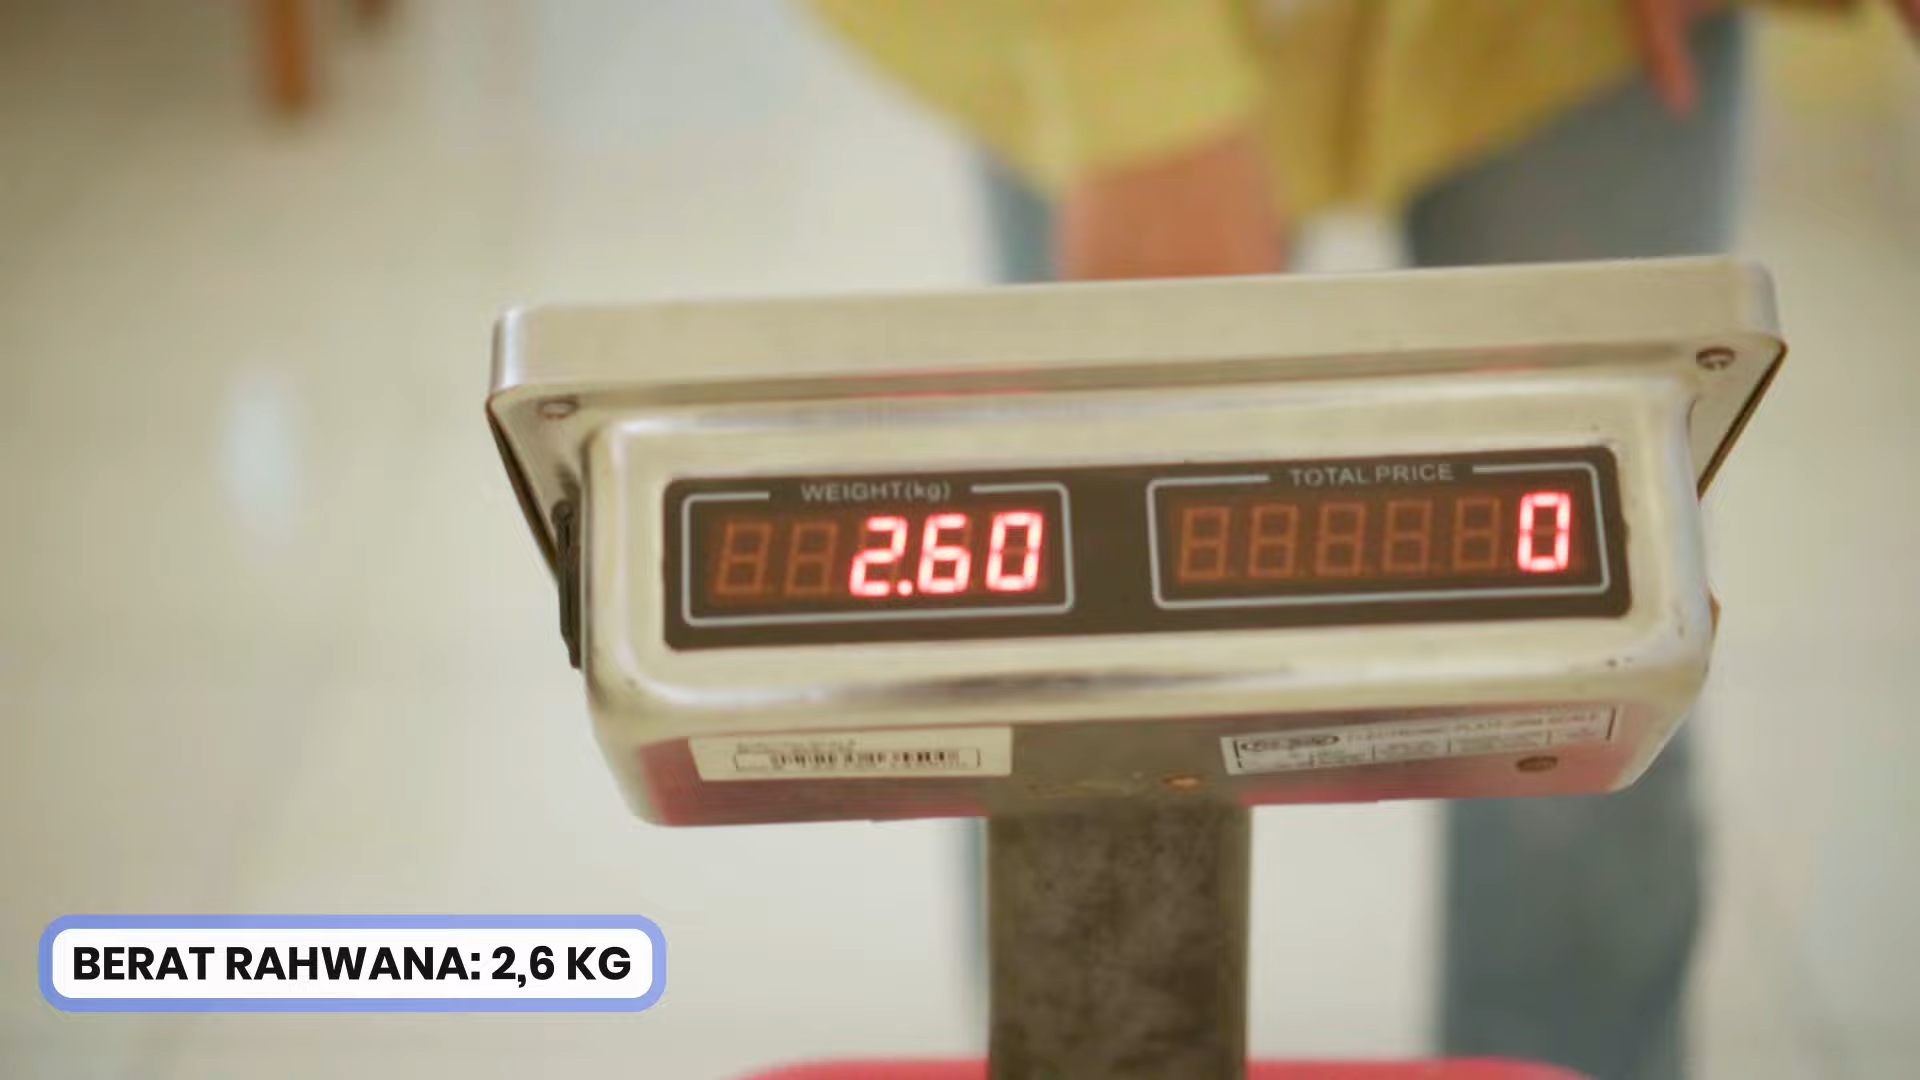 WEIGHT(kg)
TOTAL PRICE
2.60
0
BERAT RAHWANA: 2,6 KG